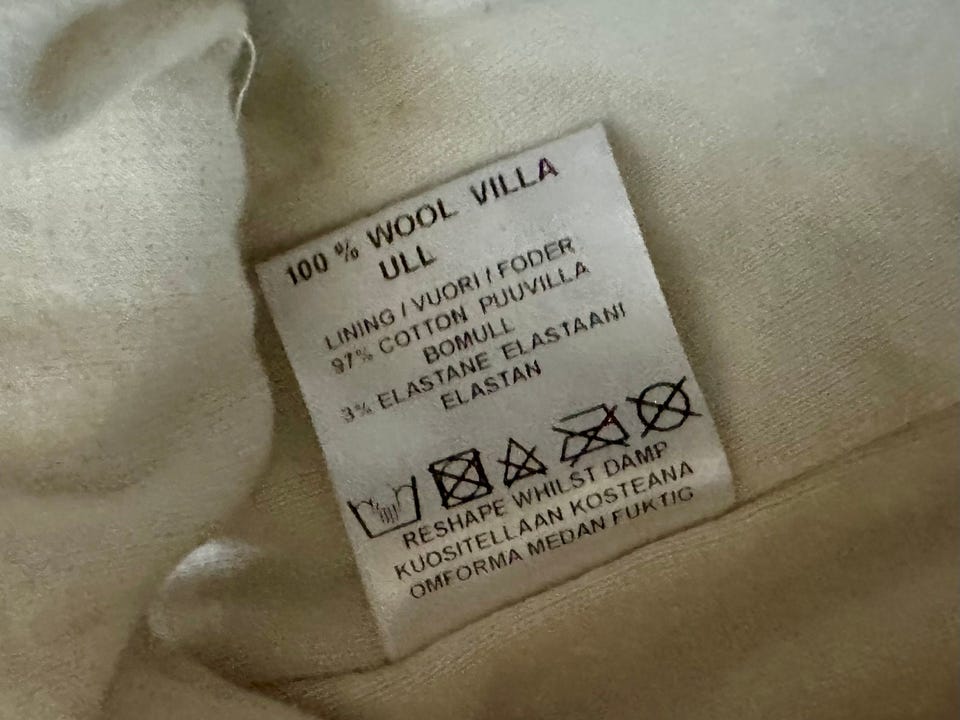 100 % WOOL VILLA
ULL
LINING / VUORI / FODER
97% COTTON PUUVILLA
BOMULL
3% ELASTANE ELASTAANI
ELASTAN
RESHAPE WHILST DAMP
KUOSITELLAAN KOSTEANA
OMFORMA MEDAN FUKTIG